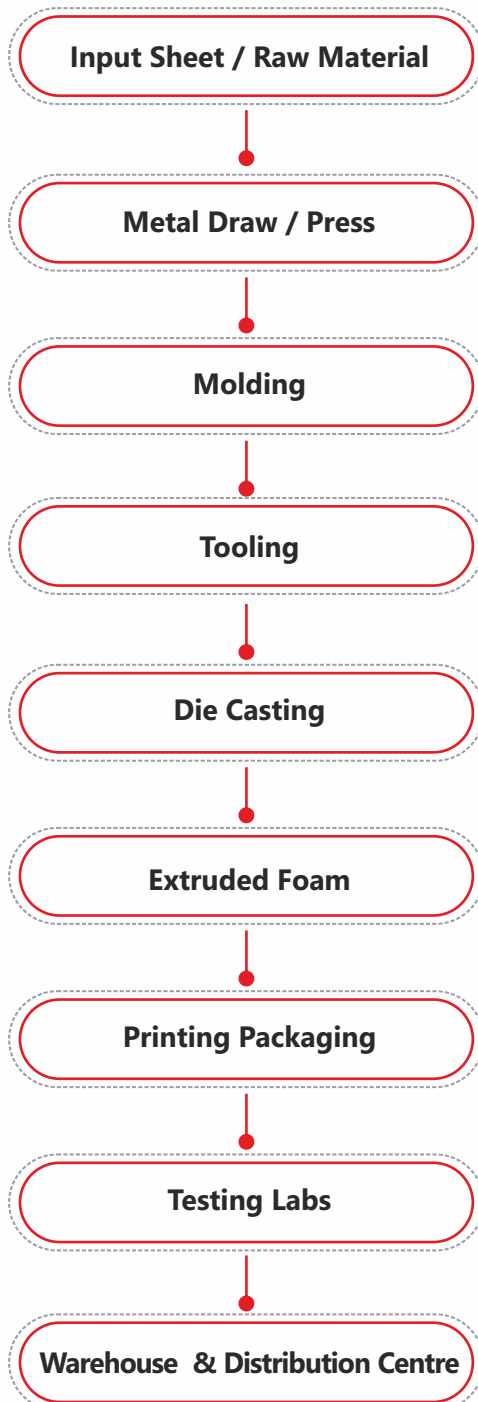 Input Sheet / Raw Material
Metal Draw / Press
Molding
Tooling
Die Casting
Extruded Foam
Printing Packaging
Testing Labs
Warehouse & Distribution Centre